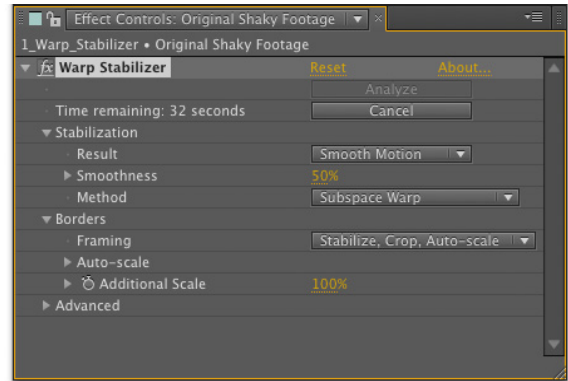 Effect Controls: Original Shaky Footage
1_Warp_Stabilizer • Original Shaky Footage
fx Warp Stabilizer Reset About...
Analyze
Time remaining: 32 seconds Cancel
Stabilization
Result Smooth Motion
Smoothness 50%
Method Subspace Warp
Borders
Framing Stabilize, Crop, Auto-scale
Auto-scale
Additional Scale 100%
Advanced